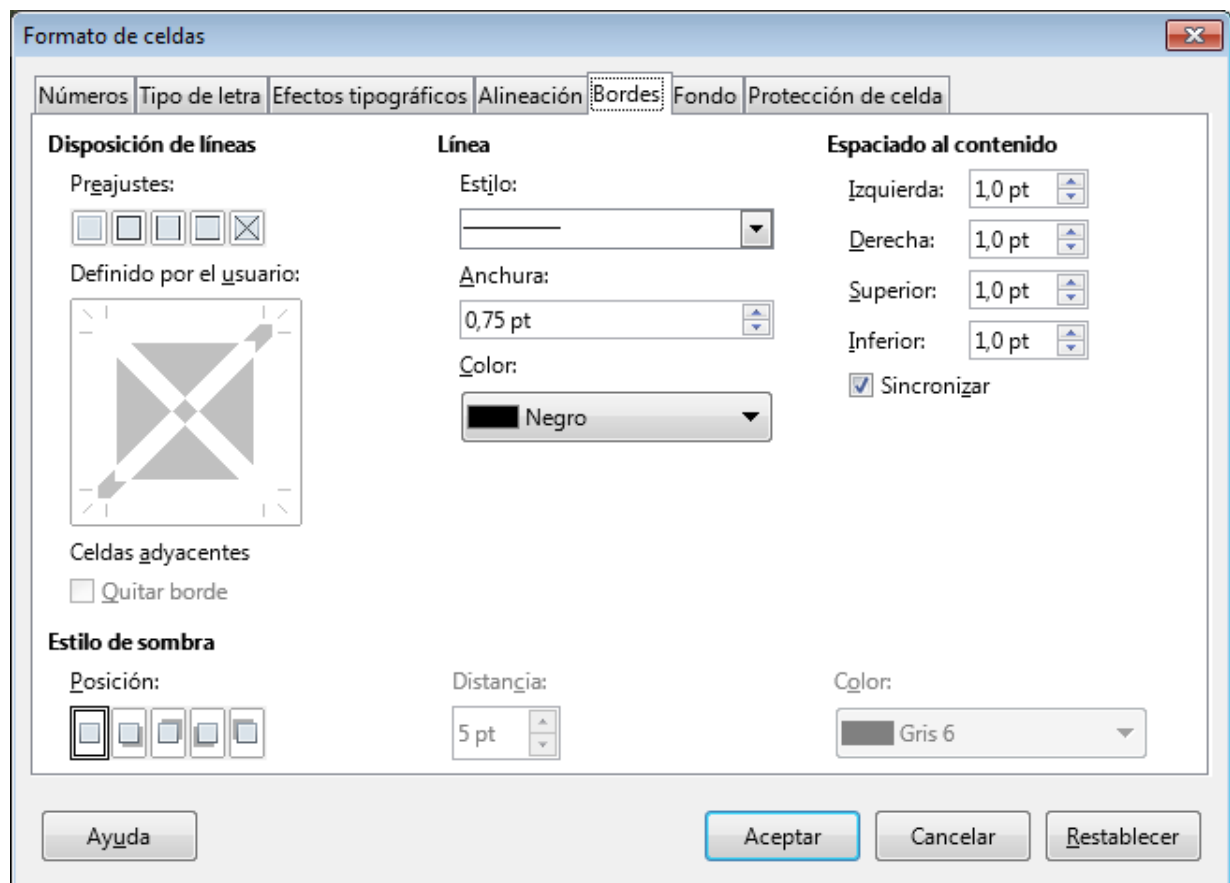 Formato de celdas
Números Tipo de letra Efectos tipográficos Alineación Bordes Fondo Protección de celda
Disposición de líneas
Preajustes:
Definido por el usuario:
Celdas adyacentes
Quitar borde
Línea
Estilo:
Anchura:
0,75 pt
Color:
Negro
Espaciado al contenido
Izquierda: 1,0 pt
Derecha: 1,0 pt
Superior: 1,0 pt
Inferior: 1,0 pt
Sincronizar
Estilo de sombra
Posición:
Distancia:
5 pt
Color:
Gris 6
Ayuda Aceptar Cancelar Restablecer